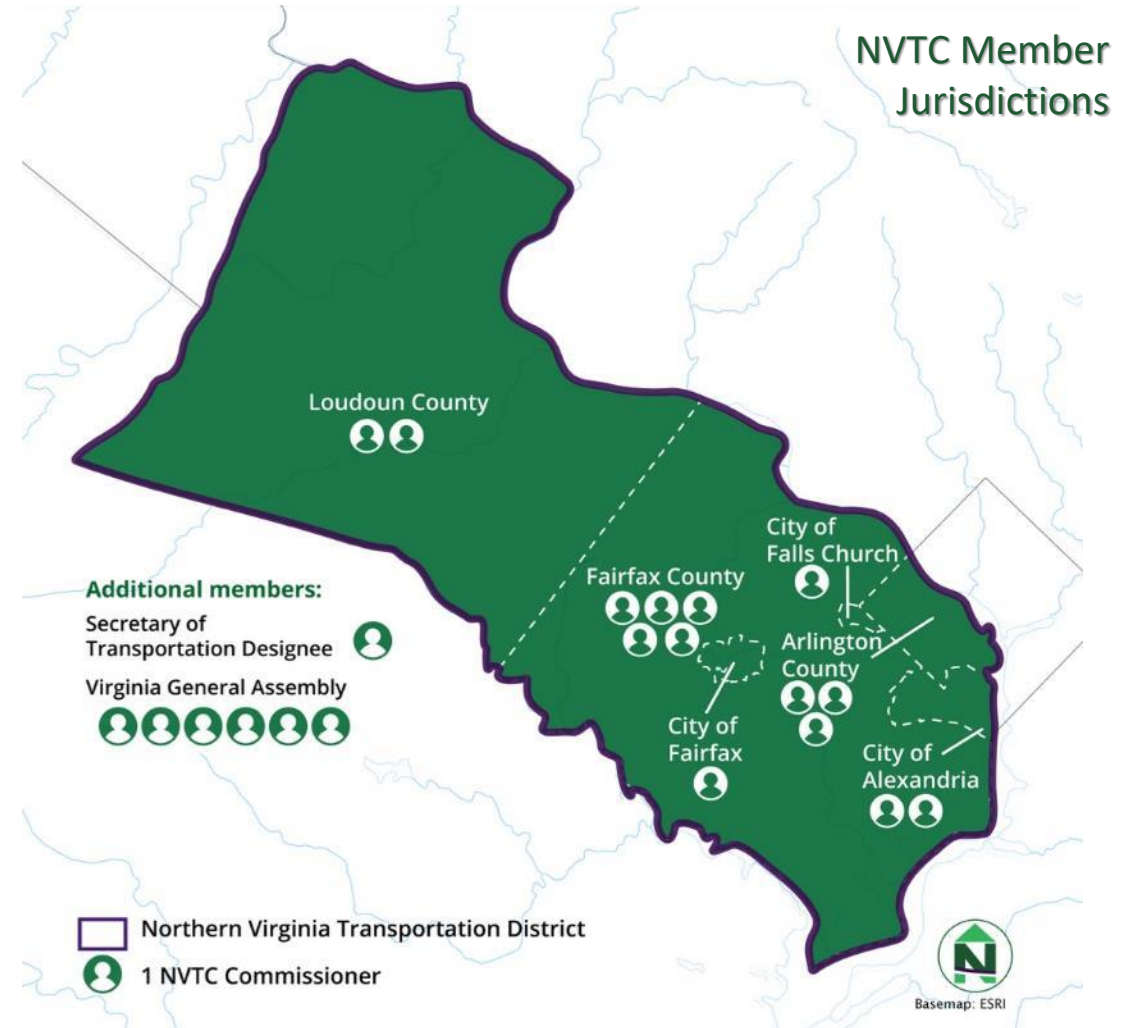 NVTC Member
Jurisdictions
Loudoun County
City of
Falls Church
Fairfax County
Arlington
County
City of
Fairfax
City of
Alexandria
Additional members:
Secretary of
Transportation Designee
Virginia General Assembly
Northern Virginia Transportation District
1 NVTC Commissioner
N
Basemap: ESRI